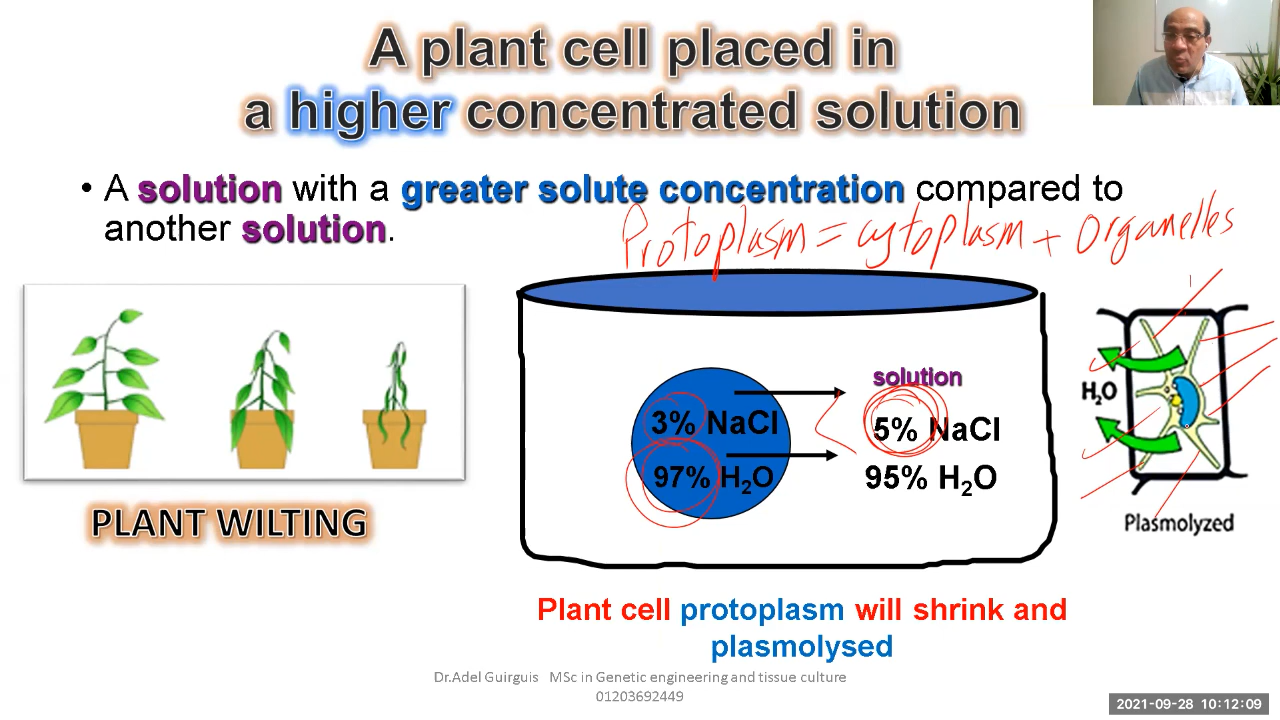 A plant cell placed in
a higher concentrated solution
• A solution with a greater solute concentration compared to
another solution.
Protoplasm = cytoplasm + Organelles
solution
3% NaCl
5% NaCl
97% H₂O
95% H₂O
H₂O
Plasmolyzed
PLANT WILTING
Plant cell protoplasm will shrink and
plasmolysed
Dr.Adel Guirguis MSc in Genetic engineering and tissue culture
01203692449
2021-09-28 10:12:09